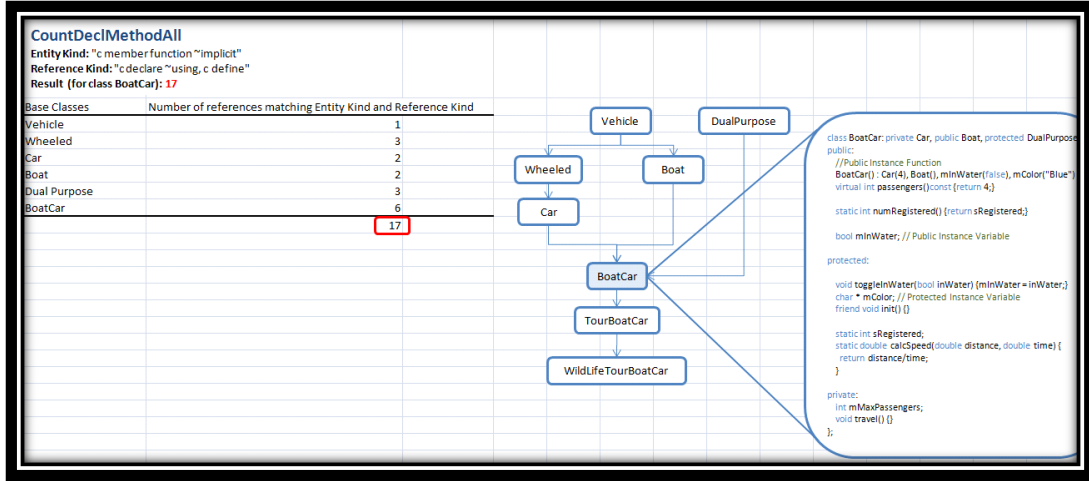 CountDeclMethodAll
Entity Kind: "c member function ~implicit"
Reference Kind: "c declare ~using, c define"
Result (for class BoatCar): 17
Base Classes Number of references matching Entity Kind and Reference Kind
Vehicle 1
Wheeled 3
Car 2
Boat 2
Dual Purpose 3
BoatCar 6
17
Vehicle DualPurpose
Wheeled Boat
Car
BoatCar
TourBoatCar
WildLifeTourBoatCar
class BoatCar: private Car, public Boat, protected DualPurpose
public:
//Public Instance Function
BoatCar() : Car(4), Boat(), mInWater(false), mColor("Blue")
virtual int passengers()const {return 4;}
static int numRegistered() {return sRegistered;}
bool mInWater; // Public Instance Variable
protected:
void toggleInWater(bool inWater) {mInWater = inWater;}
char * mColor; // Protected Instance Variable
friend void init() {}
static int sRegistered;
static double calcSpeed(double distance, double time) {
return distance/time;
}
private:
int mMaxPassengers;
void travel() {}
};